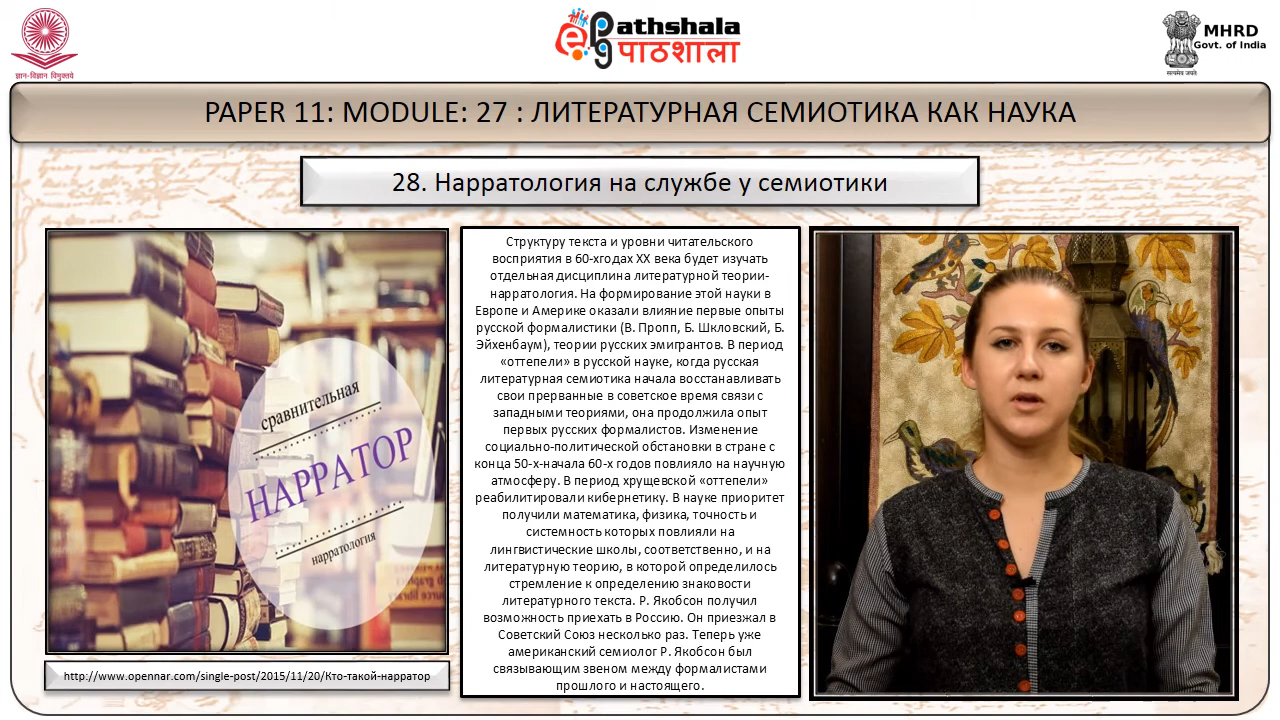 ज्ञान-विज्ञान विमुक्तये
ePathshala
पाठशाला
MHRD
Govt. of India
सत्यमेव जयते
PAPER 11: MODULE: 27 : ЛИТЕРАТУРНАЯ СЕМИОТИКА КАК НАУКА
28. Нарратология на службе у семиотики
сравнительная
НАРРАТОР
нарратология
http://www.opennar.com/single-post/2015/11/20/Кто-такой-нарратор
Структуру текста и уровни читательского
восприятия в 60-хгодах XX века будет изучать
отдельная дисциплина литературной теории-
нарратология. На формирование этой науки в
Европе и Америке оказали влияние первые опыты
русской формалистики (В. Пропп, Б. Шкловский, Б.
Эйхенбаум), теории русских эмигрантов. В период
«оттепели» в русской науке, когда русская
литературная семиотика начала восстанавливать
свои прерванные в советское время связи с
западными теориями, она продолжила опыт
первых русских формалистов. Изменение
социально-политической обстановки в стране с
конца 50-х-начала 60-х годов повлияло на научную
атмосферу. В период хрущевской «оттепели»
реабилитировали кибернетику. В науке приоритет
получили математика, физика, точность и
системность которых повлияли на
лингвистические школы, соответственно, и на
литературную теорию, в которой определилось
стремление к определению знаковости
литературного текста. Р. Якобсон получил
возможность приехать в Россию. Он приезжал в
Советский Союз несколько раз. Теперь уже
американский семиолог Р. Якобсон был
связывающим звеном между формалистами
прошлого и настоящего.